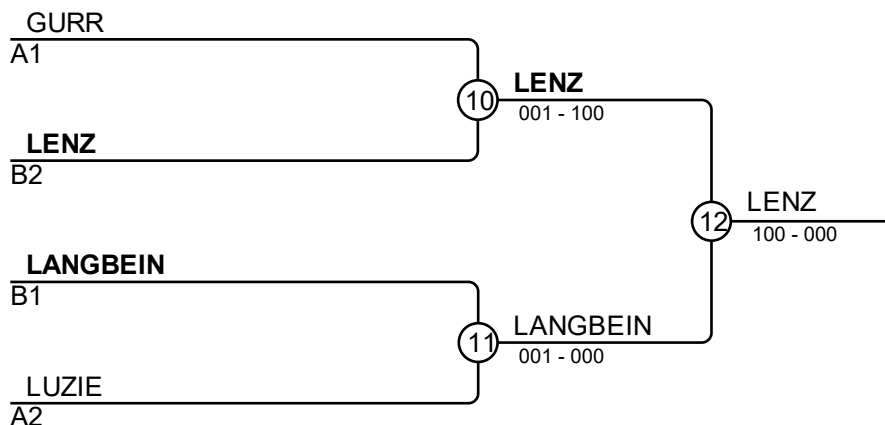 GURR
A1
10
LENZ
001 - 100
LENZ
B2
12
LENZ
100 - 000
LANGBEIN
B1
11
LANGBEIN
001 - 000
LUZIE
A2